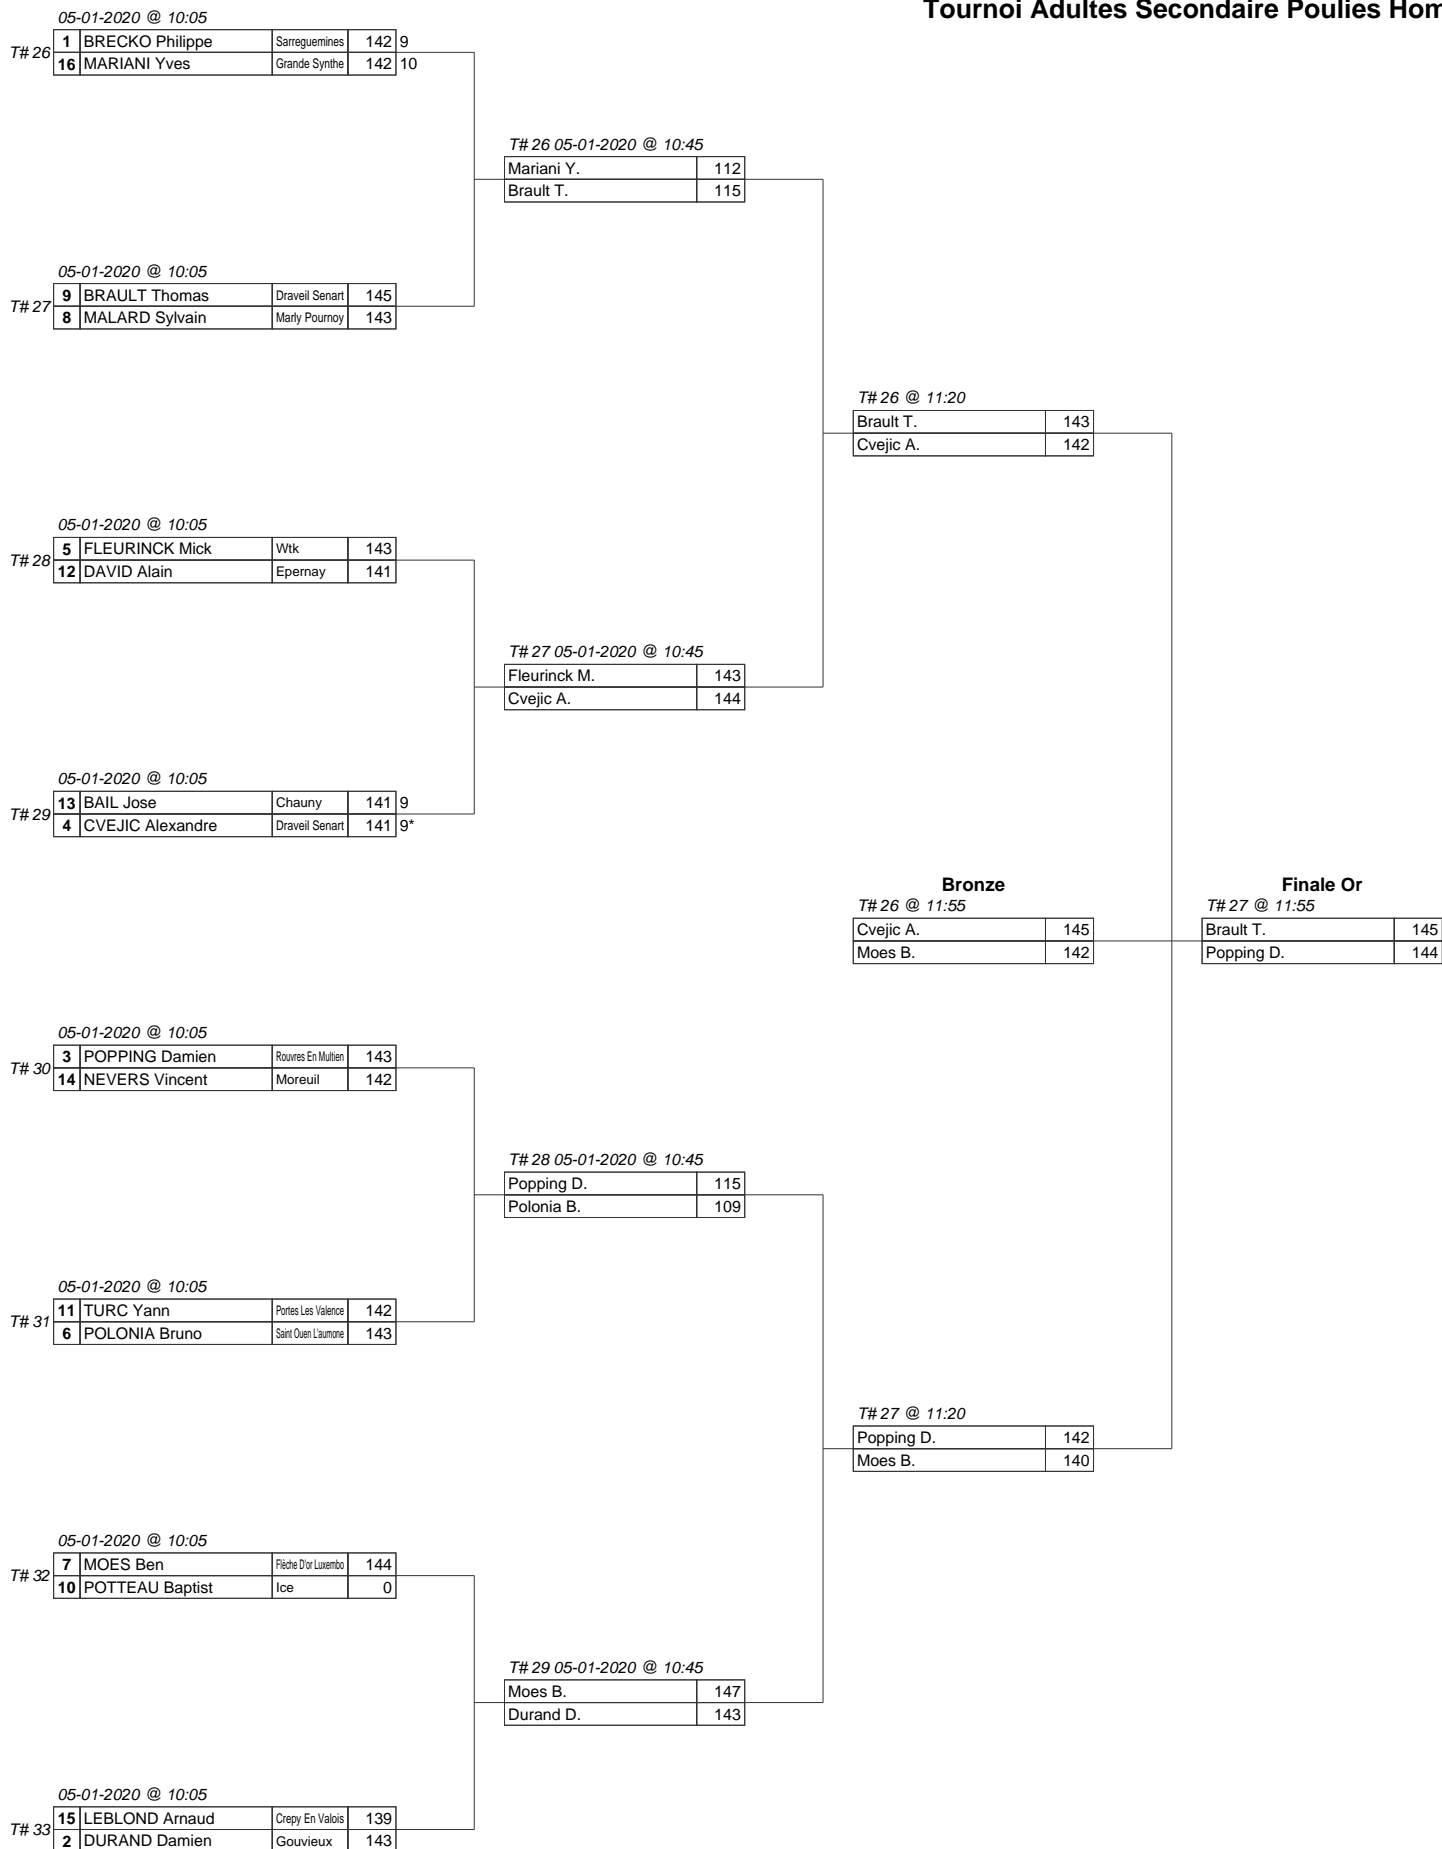 Tournoi Adultes Secondaire Poulies Hom
05-01-2020 @ 10:05
T# 26
1 BRECKO Philippe Sarreguemines 142 9
16 MARIANI Yves Grande Synthe 142 10
T# 26 05-01-2020 @ 10:45
Mariani Y. 112
Brault T. 115
05-01-2020 @ 10:05
T# 27
9 BRAULT Thomas Draveil Senart 145
8 MALARD Sylvain Marly Pournoy 143
T# 26 @ 11:20
Brault T. 143
Cvejic A. 142
05-01-2020 @ 10:05
T# 28
5 FLEURINCK Mick Wtk 143
12 DAVID Alain Epernay 141
T# 27 05-01-2020 @ 10:45
Fleurinck M. 143
Cvejic A. 144
05-01-2020 @ 10:05
T# 29
13 BAIL Jose Chauny 141 9
4 CVEJIC Alexandre Draveil Senart 141 9*
Bronze
T# 26 @ 11:55
Cvejic A. 145
Moes B. 142
Finale Or
T# 27 @ 11:55
Brault T. 145
Popping D. 144
05-01-2020 @ 10:05
T# 30
3 POPPING Damien Rouvres En Multien 143
14 NEVERS Vincent Moreuil 142
T# 28 05-01-2020 @ 10:45
Popping D. 115
Polonia B. 109
05-01-2020 @ 10:05
T# 31
11 TURC Yann Portes Les Valence 142
6 POLONIA Bruno Saint Ouen L'aumone 143
T# 27 @ 11:20
Popping D. 142
Moes B. 140
05-01-2020 @ 10:05
T# 32
7 MOES Ben Flèche D'or Luxembo 144
10 POTTEAU Baptist Ice 0
T# 29 05-01-2020 @ 10:45
Moes B. 147
Durand D. 143
05-01-2020 @ 10:05
T# 33
15 LEBLOND Arnaud Crepy En Valois 139
2 DURAND Damien Gouvieux 143